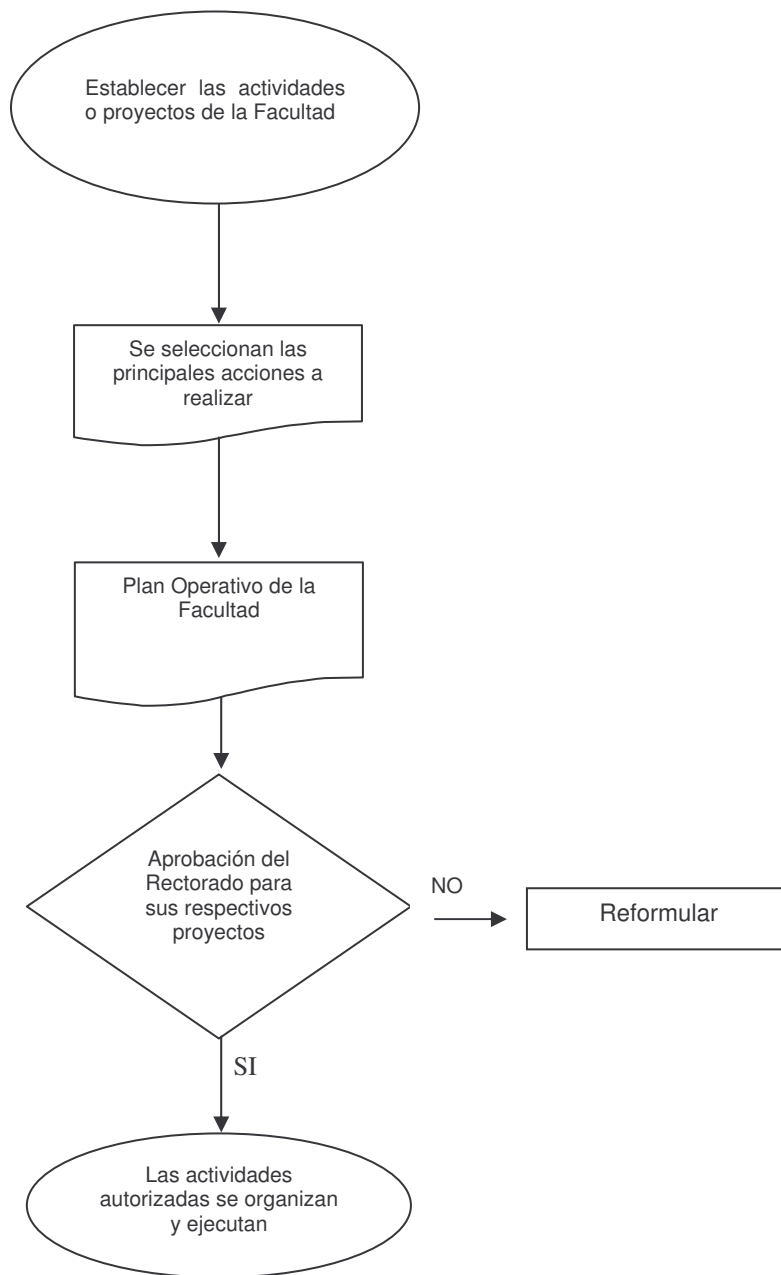 Establecer las actividades
o proyectos de la Facultad
Se seleccionan las
principales acciones a
realizar
Plan Operativo de la
Facultad
Aprobación del
Rectorado para
sus respectivos
proyectos
NO
Reformular
SI
Las actividades
autorizadas se organizan
y ejecutan